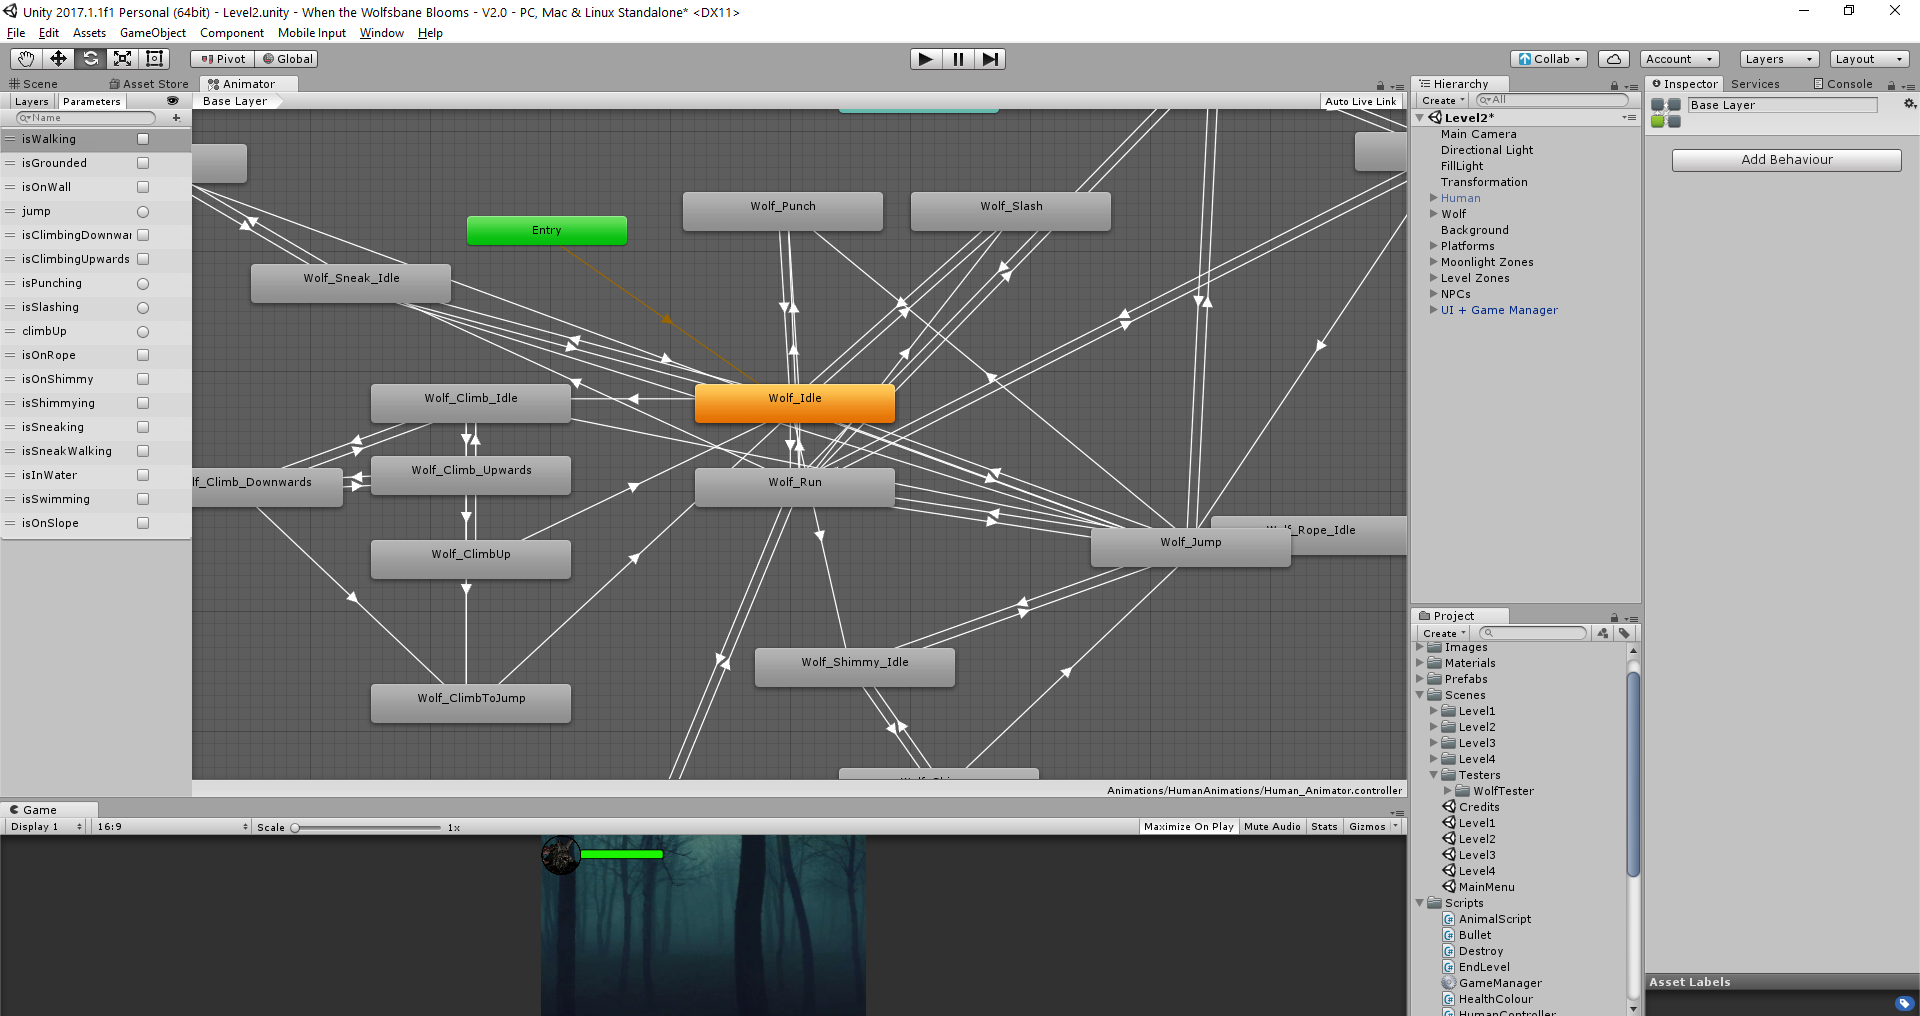 Unity 2017.1.1f1 Personal (64bit) - Level2.unity - When the Wolfsbane Blooms - V2.0 - PC, Mac & Linux Standalone* <DX11>
File Edit Assets GameObject Component Mobile Input Window Help
Pivot Global Collab Account Layers Layout
Scene Asset Store Animator
Layers Parameters
Base Layer Auto Live Link
Name
isWalking
isGrounded
isOnWall
jump
isClimbingDownwar
isClimbingUpwards
isPunching
isSlashing
climbUp
isOnRope
isOnShimmy
isShimmying
isSneaking
isSneakWalking
isInWater
isSwimming
isOnSlope
Wolf_Punch
Wolf_Slash
Entry
Wolf_Sneak_Idle
Wolf_Climb_Idle
Wolf_Idle
Wolf_Climb_Upwards
lf_Climb_Downwards
Wolf_Run
Wolf_Rope_Idle
Wolf_Jump
Wolf_ClimbUp
Wolf_Shimmy_Idle
Wolf_ClimbToJump
Animations/HumanAnimations/Human_Animator.controller
Game
Display 1 16:9 Scale 1x Maximize On Play Mute Audio Stats Gizmos
Hierarchy
Create All
Level2*
Main Camera
Directional Light
FillLight
Transformation
Human
Wolf
Background
Platforms
Moonlight Zones
Level Zones
NPCs
UI + Game Manager
Project
Create
Images
Materials
Prefabs
Scenes
Level1
Level2
Level3
Level4
Testers
WolfTester
Credits
Level1
Level2
Level3
Level4
MainMenu
Scripts
AnimalScript
Bullet
Destroy
EndLevel
GameManager
HealthColour
HumanController
Inspector Services Console
Base Layer
Add Behaviour
Asset Labels